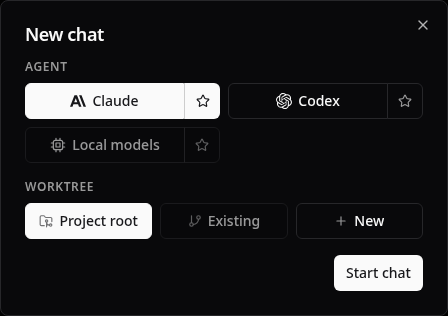 New chat
AGENT
Claude
Codex
Local models
WORKTREE
Project root
Existing
New
Start chat